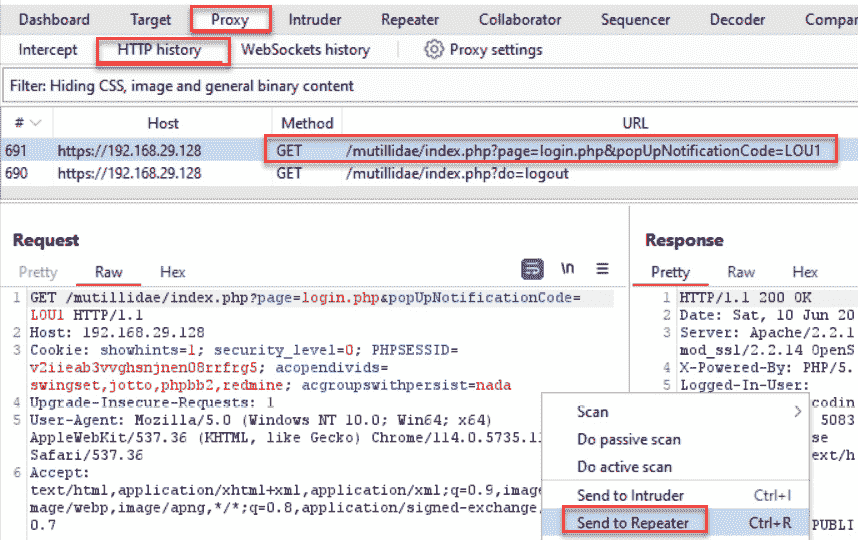 Dashboard Target Proxy Intruder Repeater Collaborator Sequencer Decoder Compar
Intercept HTTP history WebSockets history Proxy settings
Filter: Hiding CSS, image and general binary content
# Host Method URL
691 https://192.168.29.128 GET /mutillidae/index.php?page=login.php&popUpNotificationCode=LOU1
690 https://192.168.29.128 GET /mutillidae/index.php?do=logout
Request
Pretty Raw Hex \n
1 GET /mutillidae/index.php?page=login.php&popUpNotificationCode=
LOU1 HTTP/1.1
2 Host: 192.168.29.128
3 Cookie: showhints=1; security_level=0; PHPSESSID=
v2iieab3vvghsnjnen08rrfrg5; acopendivids=
swingset,jotto,phpbb2,redmine; acgroupswithpersist=nada
4 Upgrade-Insecure-Requests: 1
5 User-Agent: Mozilla/5.0 (Windows NT 10.0; Win64; x64)
AppleWebKit/537.36 (KHTML, like Gecko) Chrome/114.0.5735.1
Safari/537.36
6 Accept:
text/html,application/xhtml+xml,application/xml;q=0.9,image
mage/webp,image/apng,*/*;q=0.8,application/signed-exchange
0.7
Response
Pretty Raw Hex
1 HTTP/1.1 200 OK
2 Date: Sat, 10 Jun 20
3 Server: Apache/2.2.1
mod_ssl/2.2.14 OpenS
4 X-Powered-By: PHP/5.
5 Logged-In-User:
codin
5083
se
ext/h
PUBLI
Scan
Do passive scan
Do active scan
Send to Intruder Ctrl+I
Send to Repeater Ctrl+R